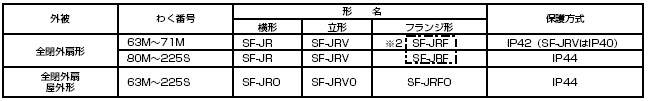 外被 わく番号 形 名 保護方式
横形 立形 フランジ形
全閉外扇形 63M～71M SF-JR SF-JRV ※2 SF-JRF IP42（SF-JRVはIP40）
80M～225S SF-JR SF-JRV SF-JRF IP44
全閉外扇
屋外形 63M～225S SF-JRO SF-JRVO SF-JRFO IP44